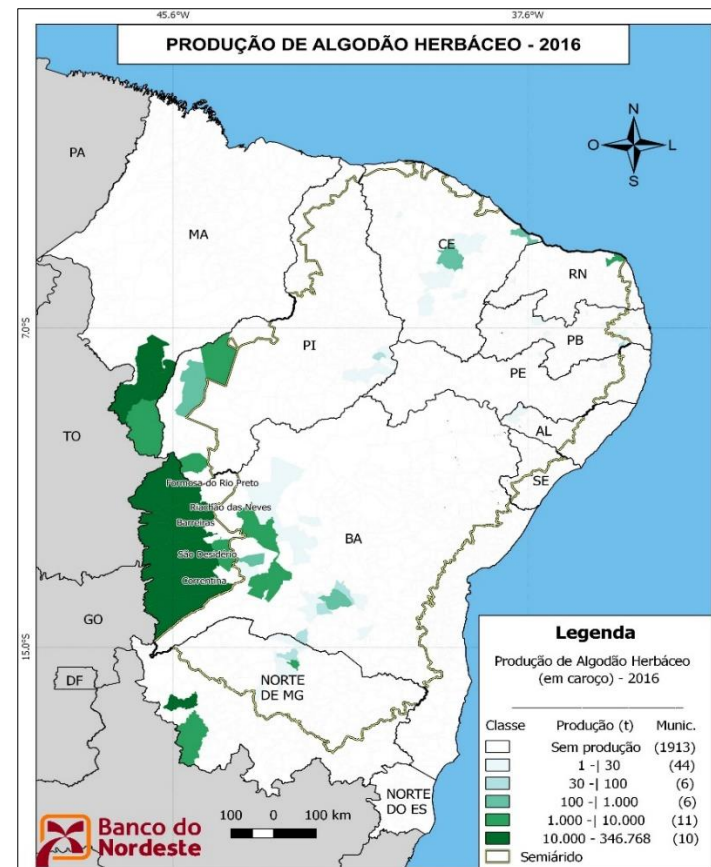 45.6°W 37.6°W
PRODUÇÃO DE ALGODÃO HERBÁCEO - 2016
N
O L
S
PA
MA
CE
RN
7.0°S
PI
PB
PE
TO
AL
SE
Formosa do Rio Preto
Riachão das Neves
Barreiras
BA
São Desidério
Correntina
GO
15.0°S
DF
NORTE
DE MG
NORTE
DO ES
Legenda
Produção de Algodão Herbáceo
(em caroço) - 2016
Classe Produção (t) Munic.
Sem produção (1913)
1 -| 30 (44)
30 -| 100 (6)
100 -| 1.000 (6)
1.000 -| 10.000 (11)
10.000 - 346.768 (10)
Semiárido
100 0 100 km
Banco do
Nordeste